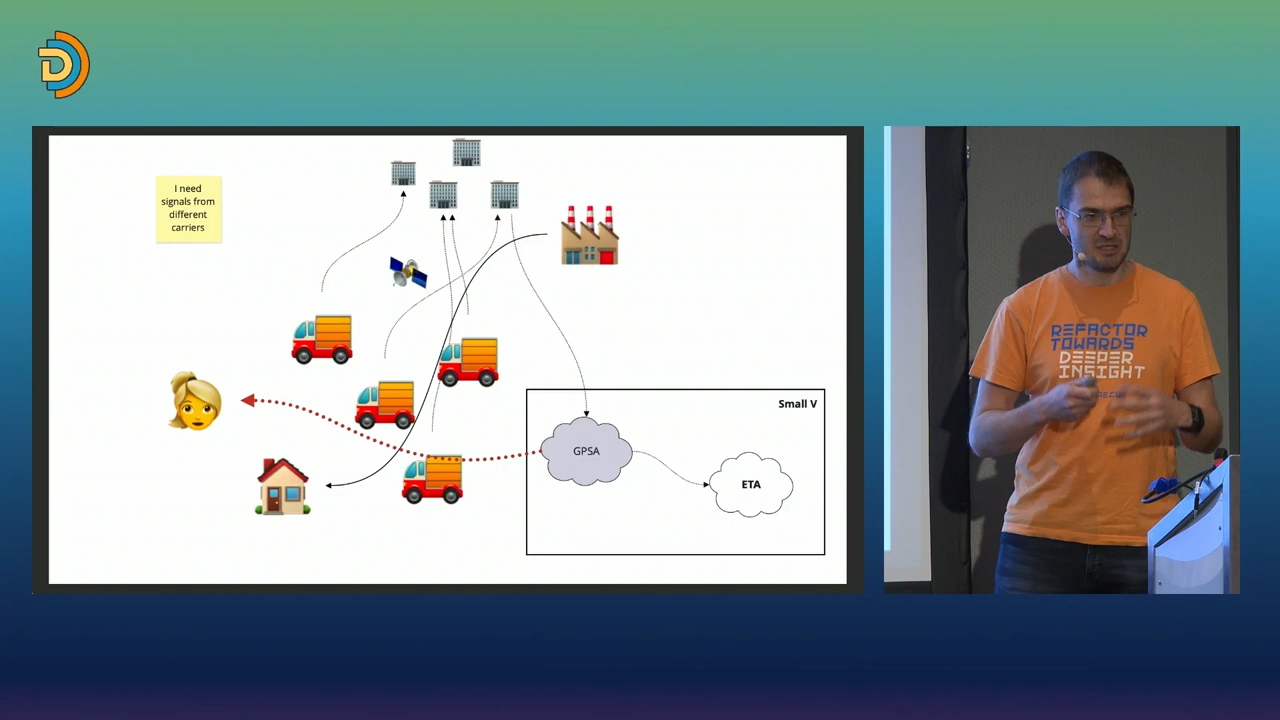 I need
signals from
different
carriers
Small V
GPSA
ETA
REFACTOR
TOWARDS
DEEPER
INSIGHT